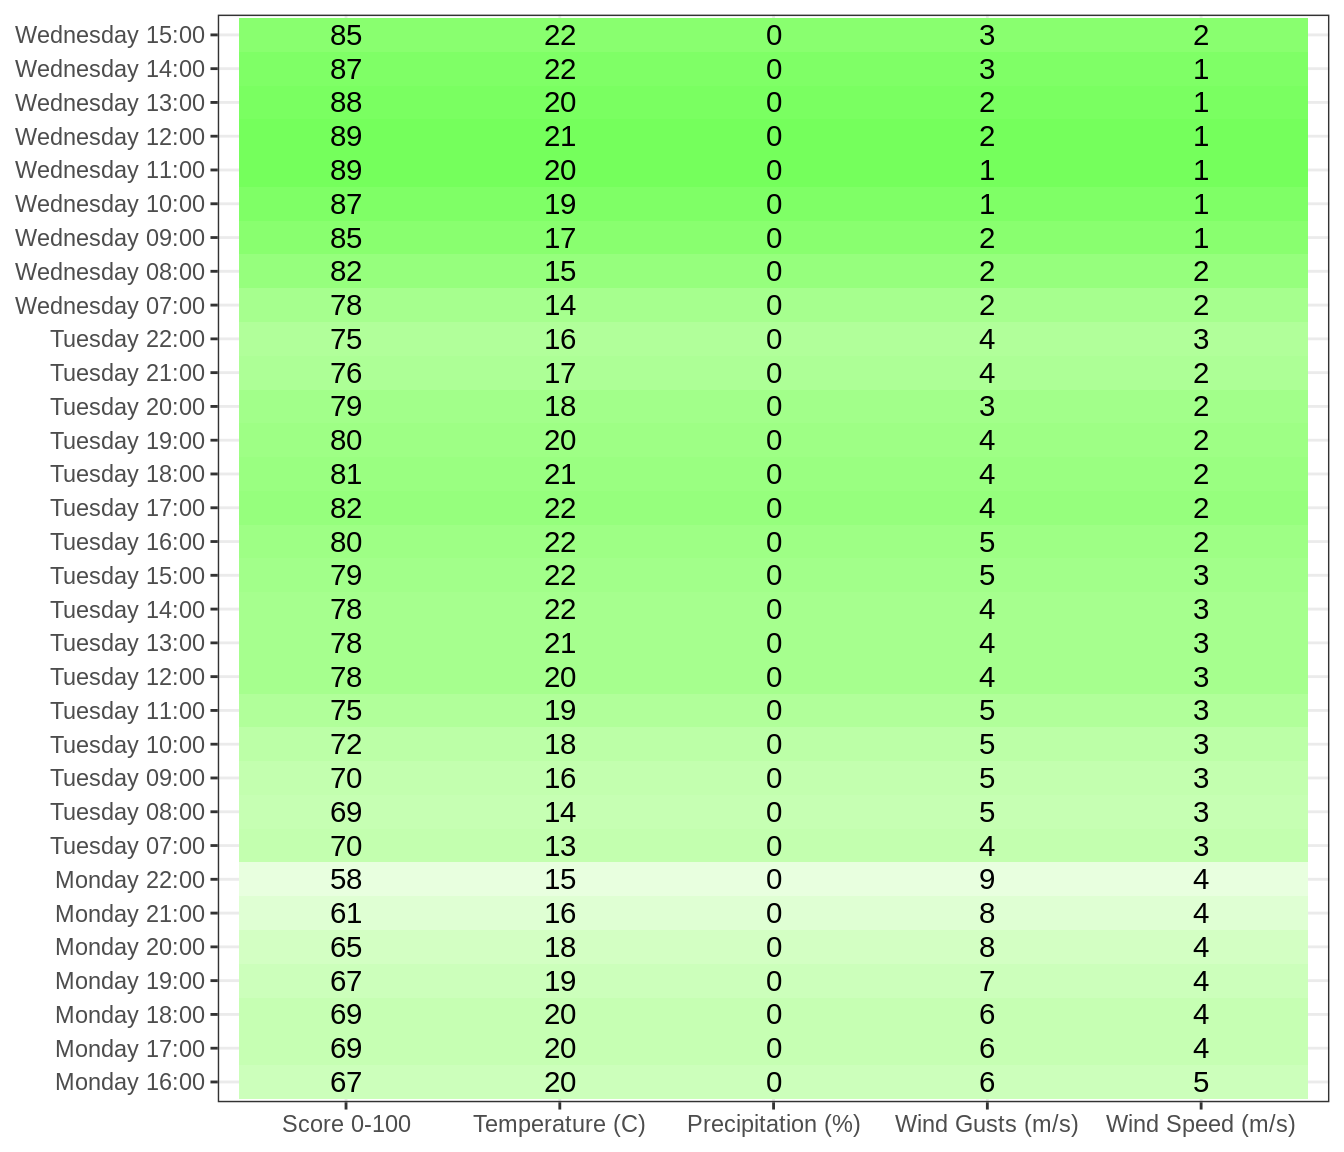 Wednesday 15:00 85 22 0 3 2
Wednesday 14:00 87 22 0 3 1
Wednesday 13:00 88 20 0 2 1
Wednesday 12:00 89 21 0 2 1
Wednesday 11:00 89 20 0 1 1
Wednesday 10:00 87 19 0 1 1
Wednesday 09:00 85 17 0 2 1
Wednesday 08:00 82 15 0 2 2
Wednesday 07:00 78 14 0 2 2
Tuesday 22:00 75 16 0 4 3
Tuesday 21:00 76 17 0 4 2
Tuesday 20:00 79 18 0 3 2
Tuesday 19:00 80 20 0 4 2
Tuesday 18:00 81 21 0 4 2
Tuesday 17:00 82 22 0 4 2
Tuesday 16:00 80 22 0 5 2
Tuesday 15:00 79 22 0 5 3
Tuesday 14:00 78 22 0 4 3
Tuesday 13:00 78 21 0 4 3
Tuesday 12:00 78 20 0 4 3
Tuesday 11:00 75 19 0 5 3
Tuesday 10:00 72 18 0 5 3
Tuesday 09:00 70 16 0 5 3
Tuesday 08:00 69 14 0 5 3
Tuesday 07:00 70 13 0 4 3
Monday 22:00 58 15 0 9 4
Monday 21:00 61 16 0 8 4
Monday 20:00 65 18 0 8 4
Monday 19:00 67 19 0 7 4
Monday 18:00 69 20 0 6 4
Monday 17:00 69 20 0 6 4
Monday 16:00 67 20 0 6 5
Score 0-100 Temperature (C) Precipitation (%) Wind Gusts (m/s) Wind Speed (m/s)